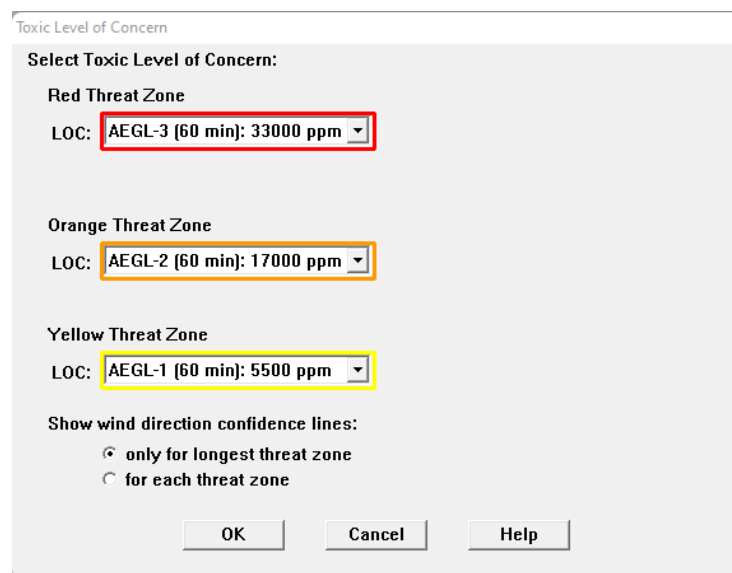 Toxic Level of Concern
Select Toxic Level of Concern:
Red Threat Zone
LOC: AEGL-3 (60 min): 33000 ppm
Orange Threat Zone
LOC: AEGL-2 (60 min): 17000 ppm
Yellow Threat Zone
LOC: AEGL-1 (60 min): 5500 ppm
Show wind direction confidence lines:
only for longest threat zone
for each threat zone
OK Cancel Help